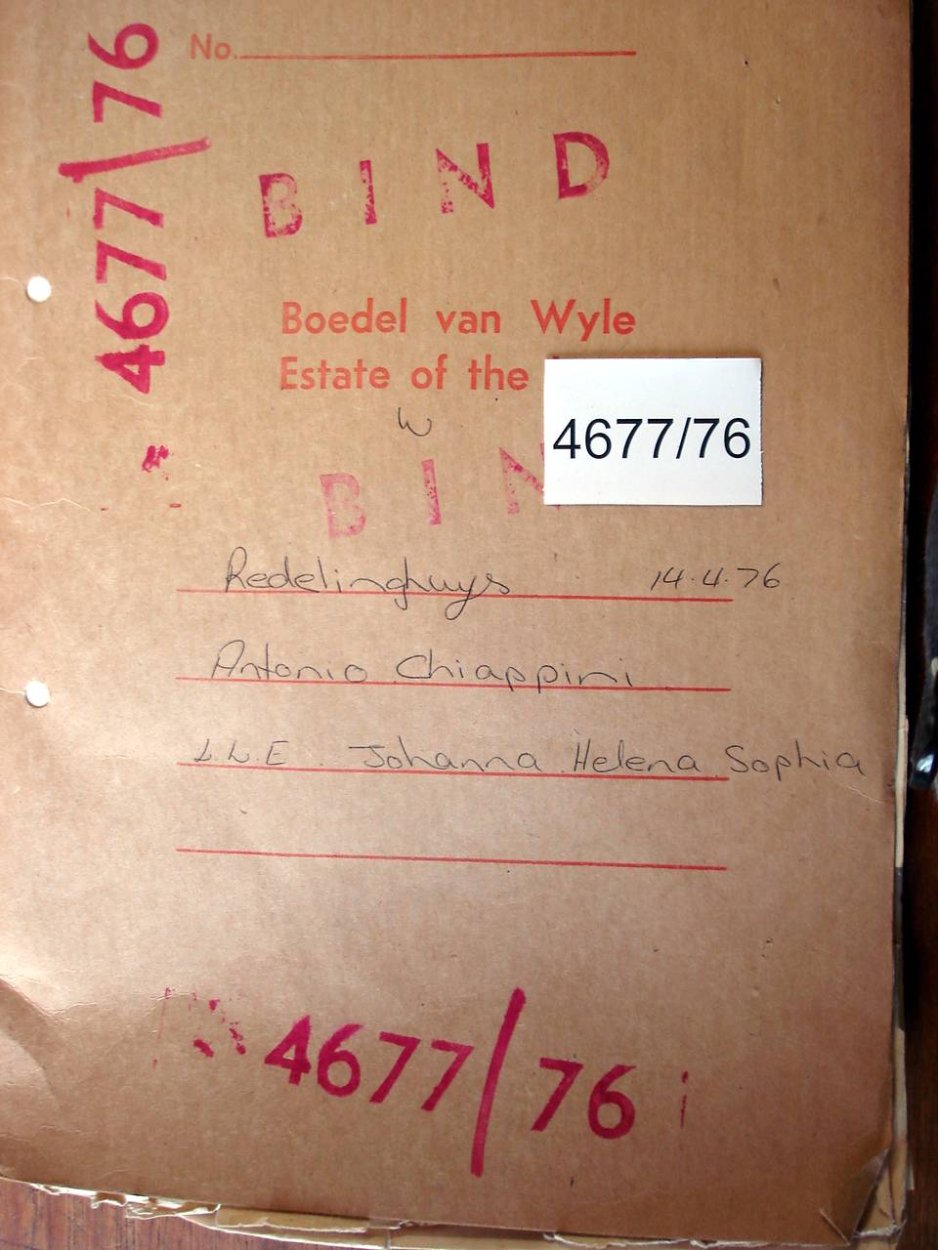 No.
4677/76
BIND
Boedel van Wyle
Estate of the
4677/76
W
BIN
Redelinghuys 14.4.76
Antonio Chiappini
L.L.E. Johanna Helena Sophia
4677/76